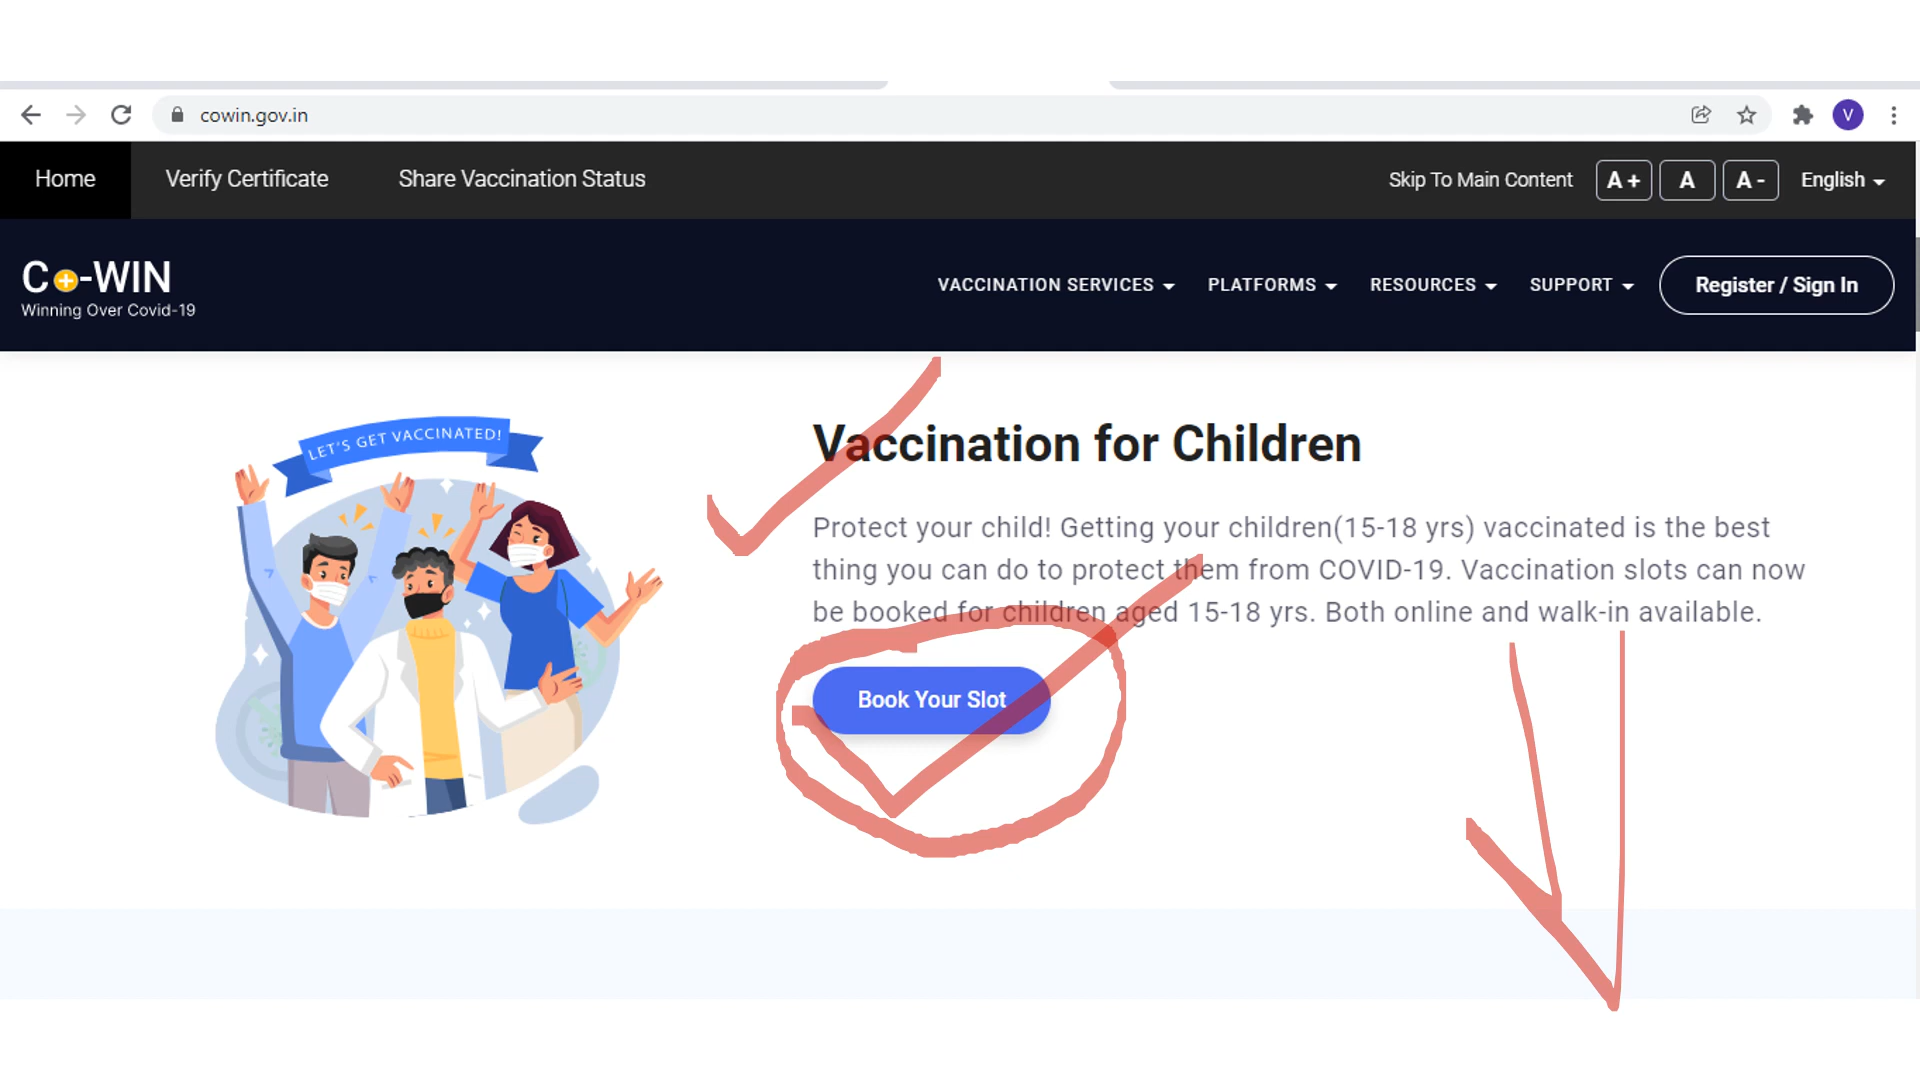 cowin.gov.in
V
Home Verify Certificate Share Vaccination Status Skip To Main Content A + A A - English
Co-WIN
Winning Over Covid-19
VACCINATION SERVICES PLATFORMS RESOURCES SUPPORT Register / Sign In
LET'S GET VACCINATED!
Vaccination for Children
Protect your child! Getting your children(15-18 yrs) vaccinated is the best
thing you can do to protect them from COVID-19. Vaccination slots can now
be booked for children aged 15-18 yrs. Both online and walk-in available.
Book Your Slot